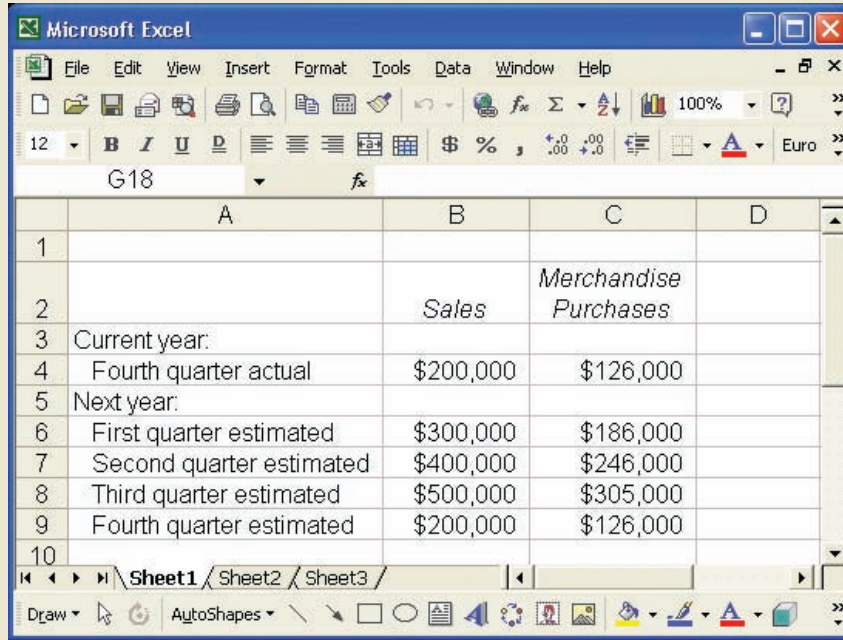 Microsoft Excel
File Edit View Insert Format Tools Data Window Help
100%
12 B I U D $ % , .00 .00 A Euro
G18 fx
A B C D
1
2 Sales Merchandise Purchases
3 Current year:
4 Fourth quarter actual $200,000 $126,000
5 Next year:
6 First quarter estimated $300,000 $186,000
7 Second quarter estimated $400,000 $246,000
8 Third quarter estimated $500,000 $305,000
9 Fourth quarter estimated $200,000 $126,000
10
Sheet1 Sheet2 Sheet3
Draw AutoShapes